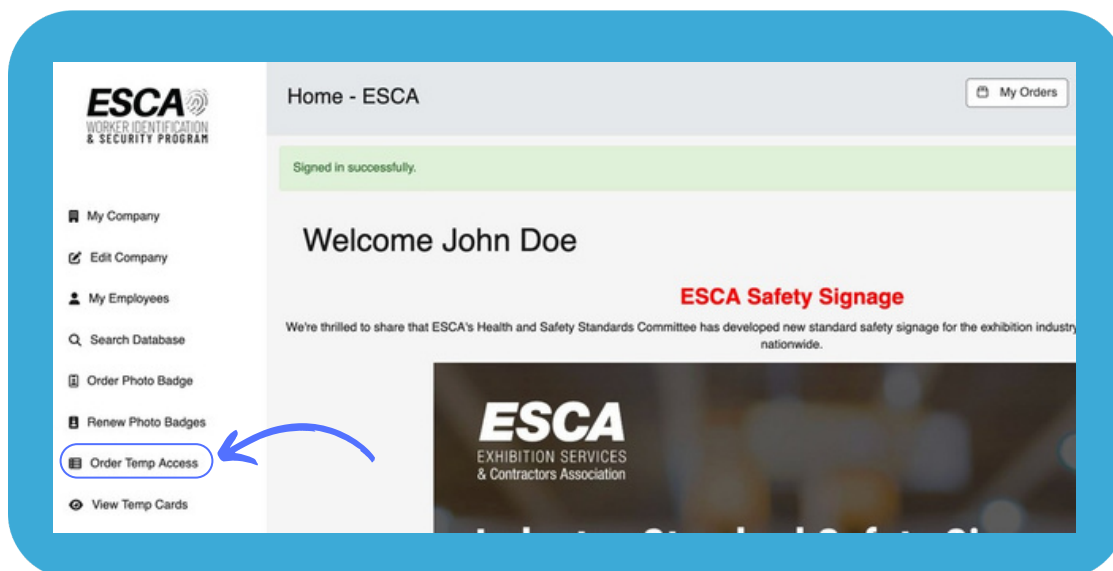 ESCA
WORKER IDENTIFICATION
& SECURITY PROGRAM
My Company
Edit Company
My Employees
Search Database
Order Photo Badge
Renew Photo Badges
Order Temp Access
View Temp Cards
Home - ESCA
My Orders
Signed in successfully.
Welcome John Doe
ESCA Safety Signage
We're thrilled to share that ESCA's Health and Safety Standards Committee has developed new standard safety signage for the exhibition industry
nationwide.
ESCA
EXHIBITION SERVICES
& Contractors Association